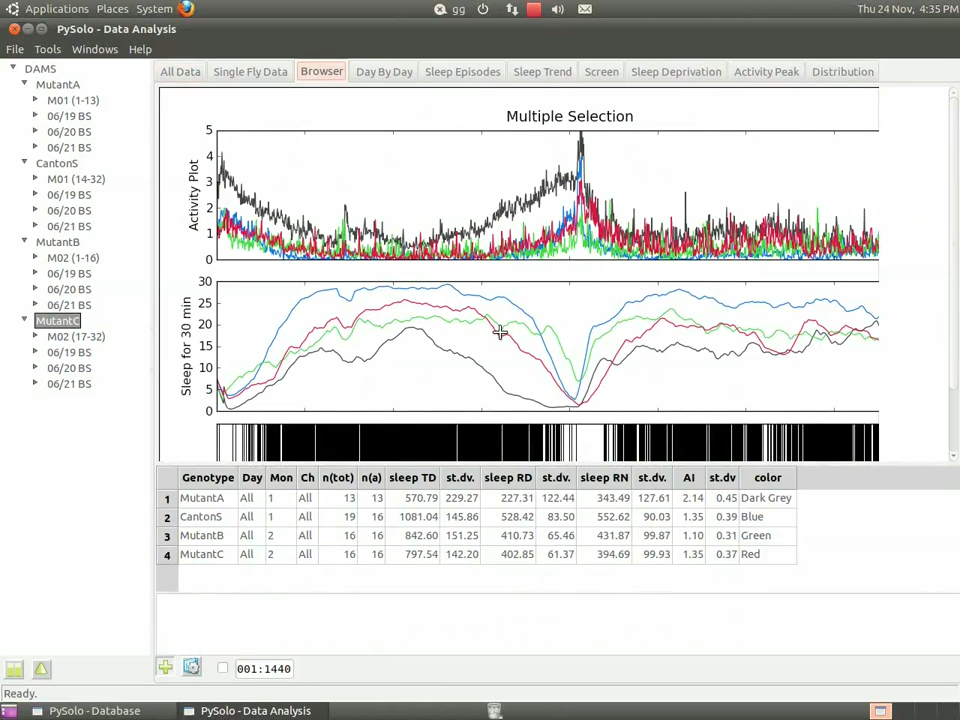 Applications Places System gg Thu 24 Nov, 4:35 PM
PySolo - Data Analysis
File Tools Windows Help
All Data Single Fly Data Browser Day By Day Sleep Episodes Sleep Trend Screen Sleep Deprivation Activity Peak Distribution
DAMS
MutantA
M01 (1-13)
06/19 BS
06/20 BS
06/21 BS
CantonS
M01 (14-32)
06/19 BS
06/20 BS
06/21 BS
MutantB
M02 (1-16)
06/19 BS
06/20 BS
06/21 BS
MutantC
M02 (17-32)
06/19 BS
06/20 BS
06/21 BS
Multiple Selection
Activity Plot
5
4
3
2
1
0
Sleep for 30 min
30
25
20
15
10
5
0
Genotype Day Mon Ch n(tot) n(a) sleep TD st.dv. sleep RD st.dv. sleep RN st.dv. AI st.dv color
1 MutantA All 1 All 13 13 570.79 229.27 227.31 122.44 343.49 127.61 2.14 0.45 Dark Grey
2 CantonS All 1 All 19 16 1081.04 145.86 528.42 83.50 552.62 90.03 1.35 0.39 Blue
3 MutantB All 2 All 16 16 842.60 151.25 410.73 65.46 431.87 99.87 1.10 0.31 Green
4 MutantC All 2 All 16 16 797.54 142.20 402.85 61.37 394.69 99.93 1.35 0.37 Red
001:1440
Ready.
PySolo - Database PySolo - Data Analysis